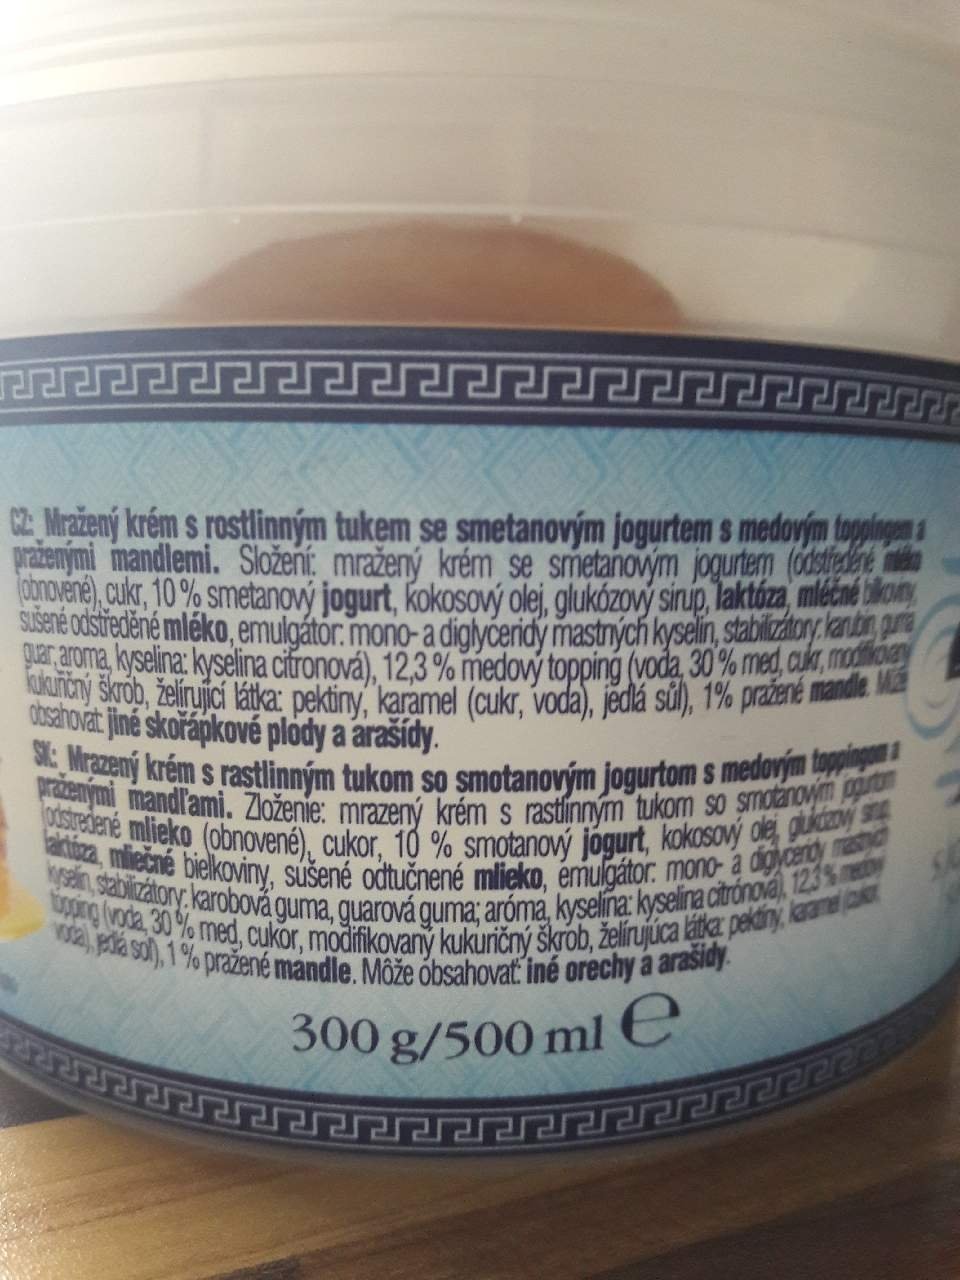 CZ: Mražený krém s rostlinným tukem se smetanovým jogurtem s medovým toppingem a
praženými mandlemi. Složení: mražený krém se smetanovým jogurtem (odstředěné mléko
(obnovené), cukr, 10 % smetanový jogurt, kokosový olej, glukózový sirup, laktóza, mléčné bílkoviny,
sušené odstředěné mléko, emulgátor: mono- a diglyceridy mastných kyselin, stabilizátory: karubin, guma
guar, aroma, kyselina: kyselina citronová), 12,3 % medový topping (voda, 30 % med, cukr, modifikovaný
kukuřičný škrob, želírující látka: pektiny, karamel (cukr, voda), jedlá sůl), 1% pražené mandle. Může
obsahovat: jiné skořápkové plody a arašídy.
SK: Mrazený krém s rastlinným tukom so smotanovým jogurtom s medovým toppingom a
praženými mandľami. Zloženie: mrazený krém s rastlinným tukom so smotanovým jogurtom
(odstredené mlieko (obnovené), cukor, 10 % smotanový jogurt, kokosový olej, glukózový sirup,
laktóza, mliečné bielkoviny, sušené odtučnené mlieko, emulgátor: mono- a diglyceridy mastných
kyselín, stabilizátory: karobová guma, guarová guma; aróma, kyselina: kyselina citrónová), 12,3 % medový
topping (voda, 30 % med, cukor, modifikovaný kukuričný škrob, želírujúca látka: pektiny, karamel (cukor,
voda), jedlá soľ), 1 % pražené mandle. Môže obsahovať: iné orechy a arašidy.
300 g/500 ml e